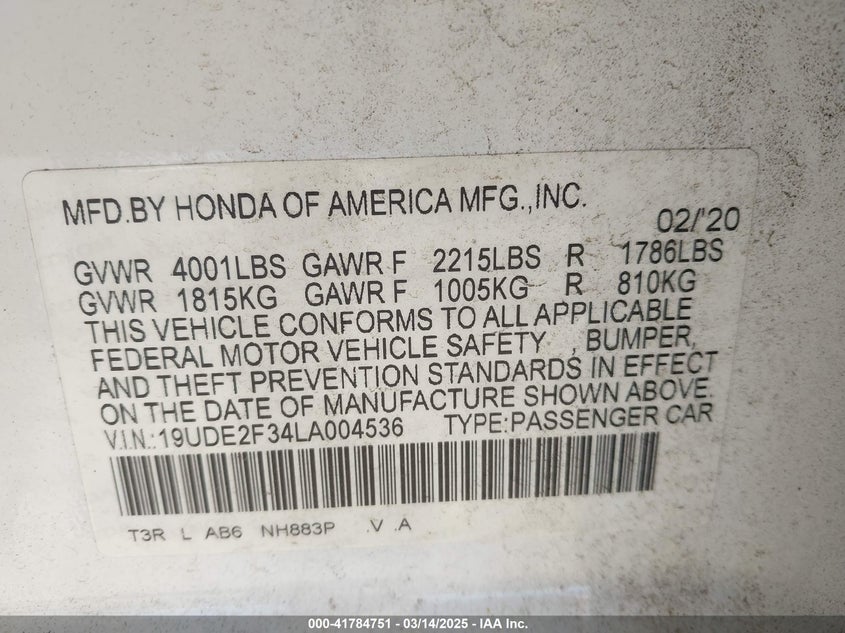 MFD.BY HONDA OF AMERICA MFG.,INC.
02/'20
GVWR 4001LBS GAWR F 2215LBS R 1786LBS
GVWR 1815KG GAWR F 1005KG R 810KG
THIS VEHICLE CONFORMS TO ALL APPLICABLE
FEDERAL MOTOR VEHICLE SAFETY , BUMPER,
AND THEFT PREVENTION STANDARDS IN EFFECT
ON THE DATE OF MANUFACTURE SHOWN ABOVE.
V.I.N.:19UDE2F34LA004536 TYPE:PASSENGER CAR
T3R L AB6 NH883P .V .A
000-41784751 — 03/14/2025 — IAA Inc.